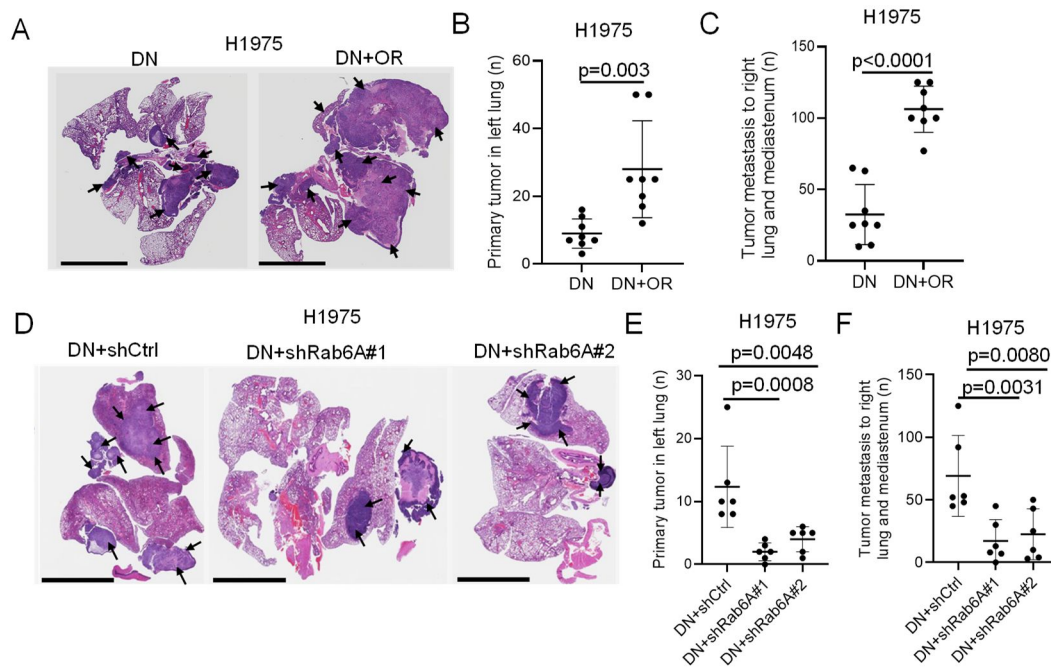 A
H1975
DN
DN+OR
B
H1975
Primary tumor in left lung (n)
60
40
20
0
p=0.003
DN
DN+OR
C
H1975
Tumor metastasis to right
lung and mediastenum (n)
150
100
50
0
p<0.0001
DN
DN+OR
D
H1975
DN+shCtrl
DN+shRab6A#1
DN+shRab6A#2
E
H1975
p=0.0048
p=0.0008
Primary tumor in left lung (n)
30
20
10
0
DN+shCtrl
DN+shRab6A#1
DN+shRab6A#2
F
H1975
p=0.0080
p=0.0031
Tumor metastasis to right
lung and mediastenum (n)
150
100
50
0
DN+shCtrl
DN+shRab6A#1
DN+shRab6A#2